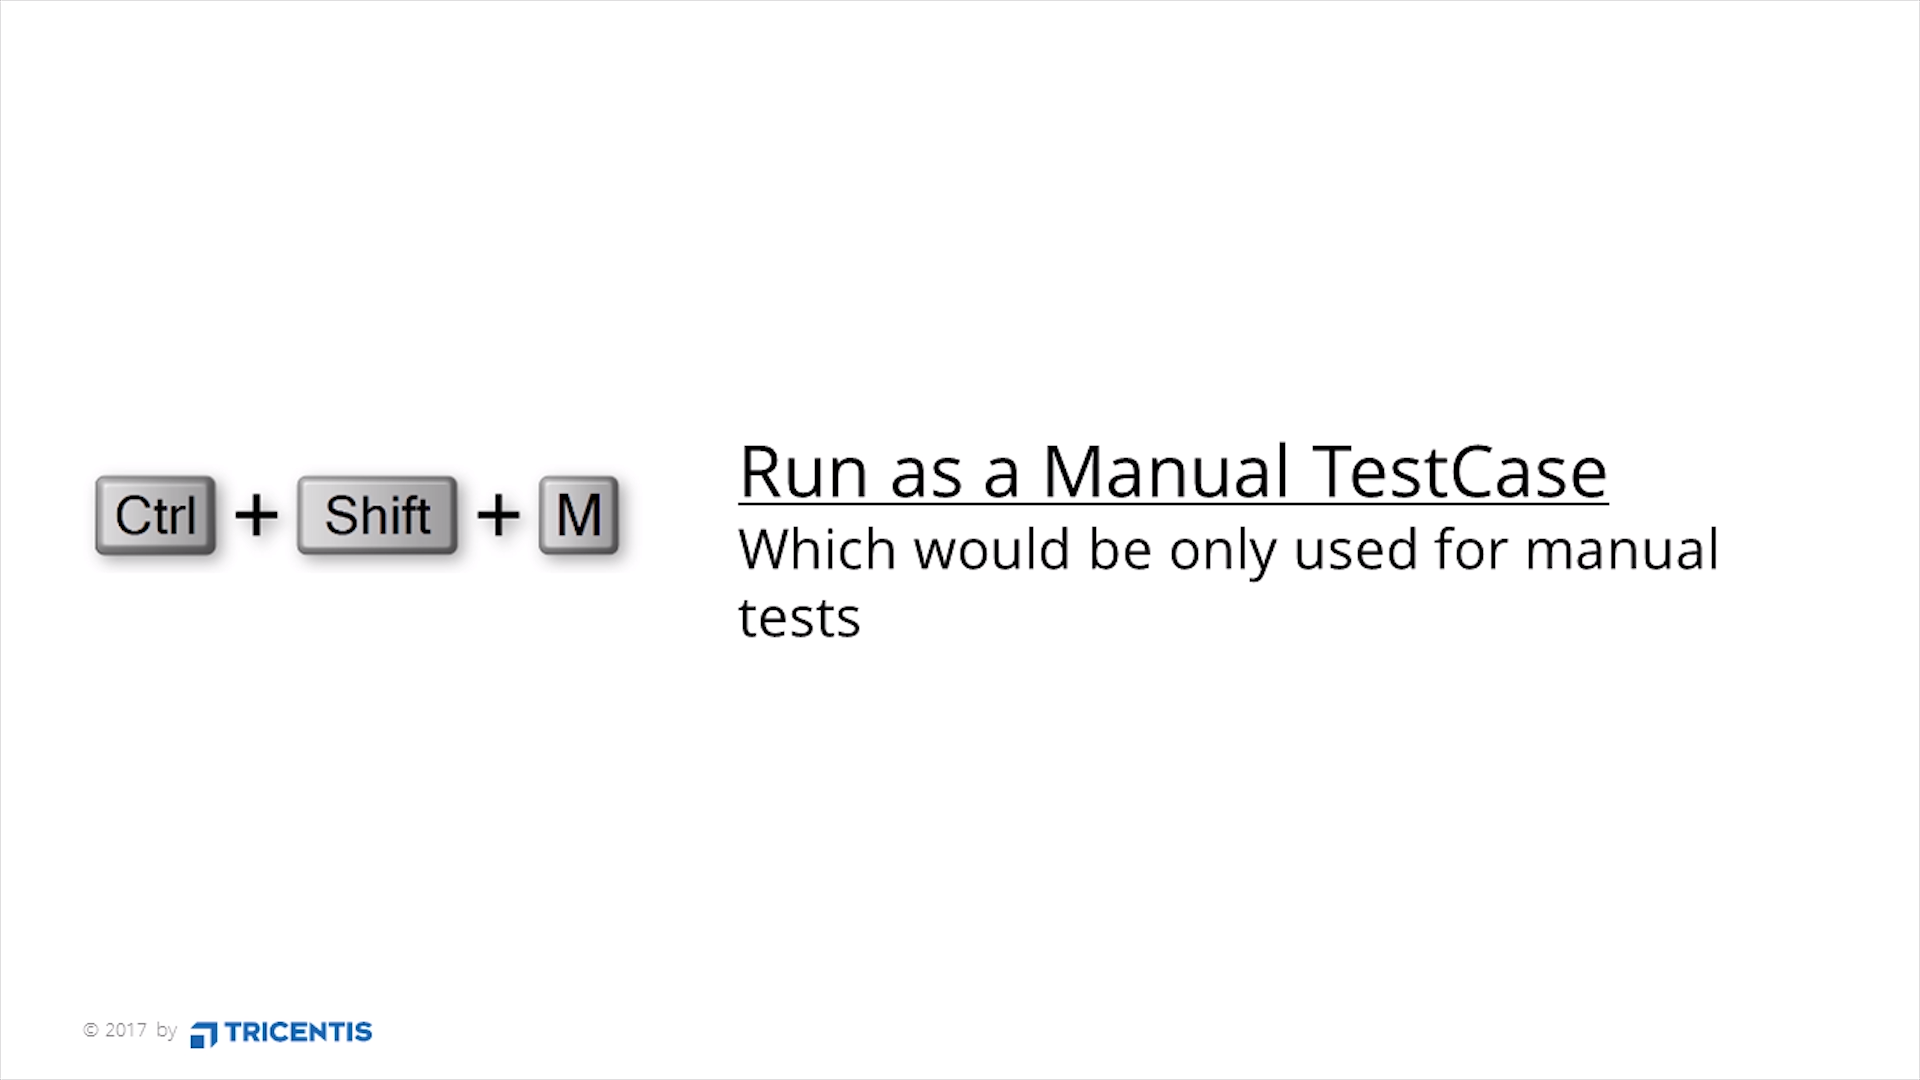 Ctrl + Shift + M
Run as a Manual TestCase
Which would be only used for manual
tests
© 2017 by TRICENTIS